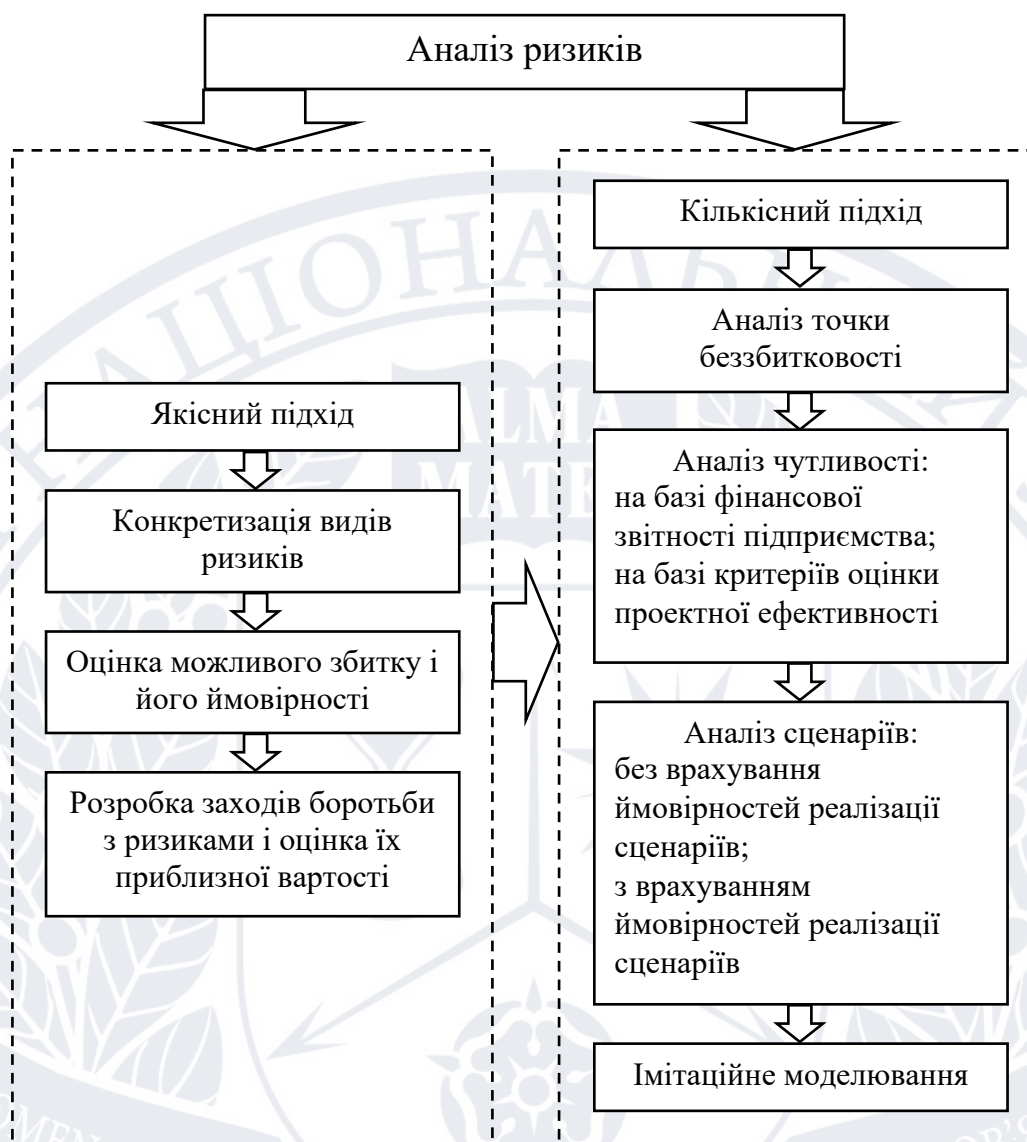 Аналіз ризиків
Якісний підхід
Конкретизація видів
ризиків
Оцінка можливого збитку і
його ймовірності
Розробка заходів боротьби
з ризиками і оцінка їх
приблизної вартості
Кількісний підхід
Аналіз точки
беззбитковості
Аналіз чутливості:
на базі фінансової
звітності підприємства;
на базі критеріїв оцінки
проектної ефективності
Аналіз сценаріїв:
без врахування
ймовірностей реалізації
сценаріїв;
з врахуванням
ймовірностей реалізації
сценаріїв
Імітаційне моделювання